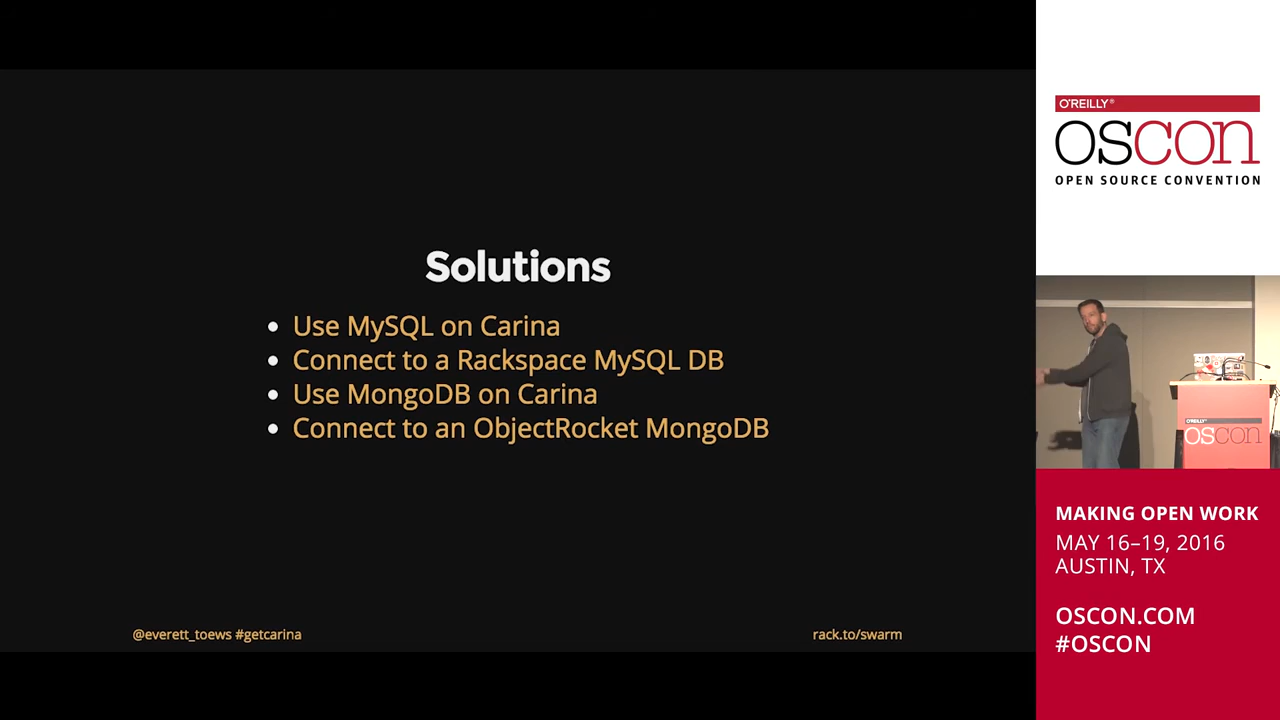 Solutions
Use MySQL on Carina
Connect to a Rackspace MySQL DB
Use MongoDB on Carina
Connect to an ObjectRocket MongoDB
@everett_toews #getcarina
rack.to/swarm
O'REILLY®
OSCON
OPEN SOURCE CONVENTION
O'REILLY
OSCON
MAKING OPEN WORK
MAY 16–19, 2016
AUSTIN, TX
OSCON.COM
#OSCON